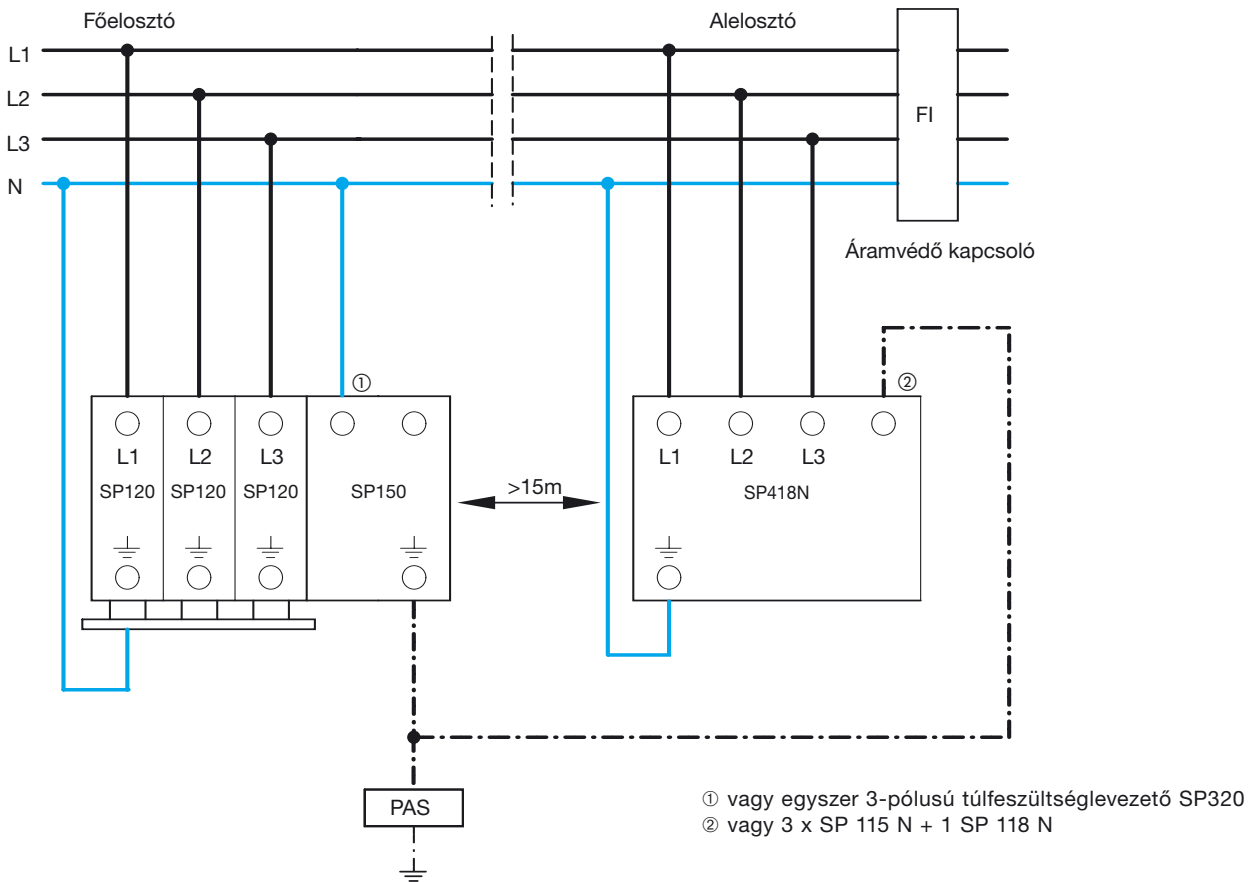 Főelosztó
Alelosztó
L1
L2
L3
N
FI
Áramvédő kapcsoló
①
②
L1 L2 L3
SP120 SP120 SP120 SP150
>15m
L1 L2 L3
SP418N
PAS
① vagy egyszer 3-pólusú túlfeszültséglevezető SP320
② vagy 3 x SP 115 N + 1 SP 118 N